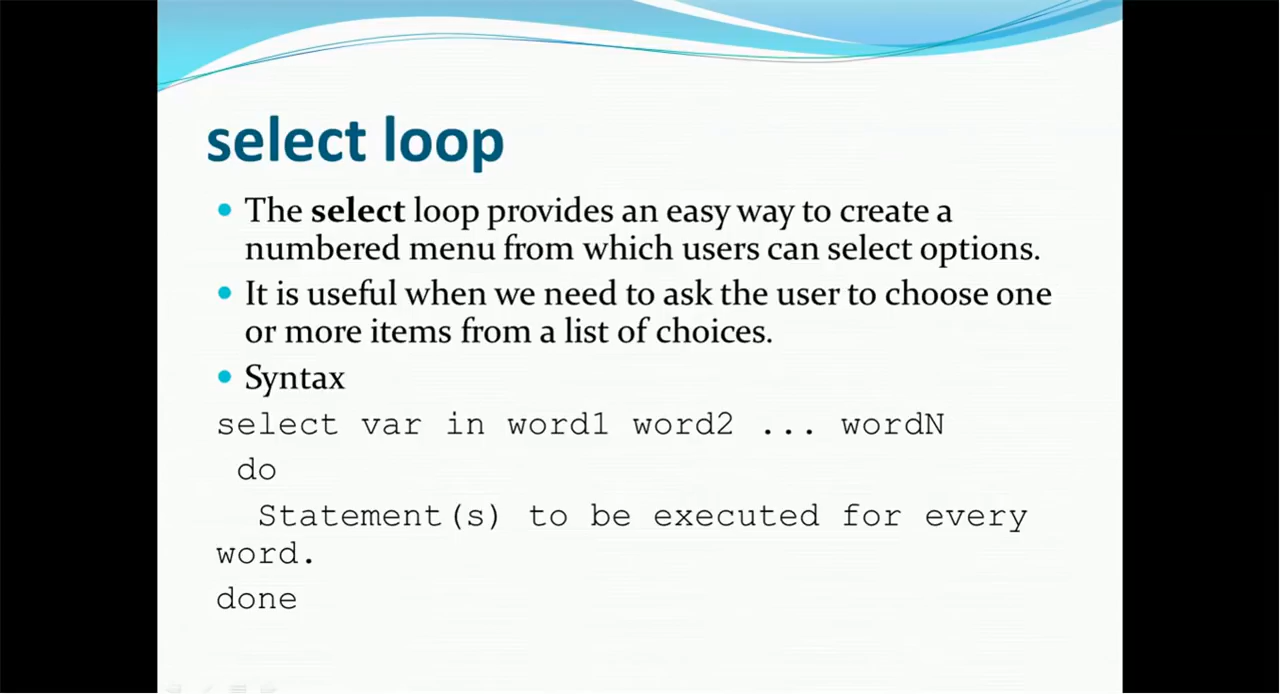 select loop
The select loop provides an easy way to create a
numbered menu from which users can select options.
It is useful when we need to ask the user to choose one
or more items from a list of choices.
Syntax
select var in word1 word2 ... wordN
do
Statement(s) to be executed for every
word.
done